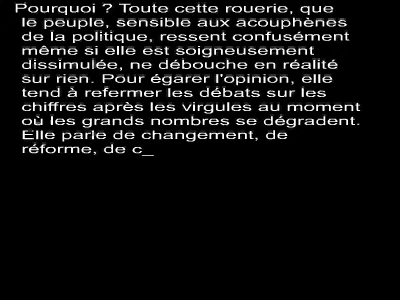 Pourquoi ? Toute cette rouerie, que
le peuple, sensible aux acouphènes
de la politique, ressent confusément
même si elle est soigneusement
dissimulée, ne débouche en réalité
sur rien. Pour égarer l'opinion, elle
tend à refermer les débats sur les
chiffres après les virgules au moment
où les grands nombres se dégradent.
Elle parle de changement, de
réforme, de c_